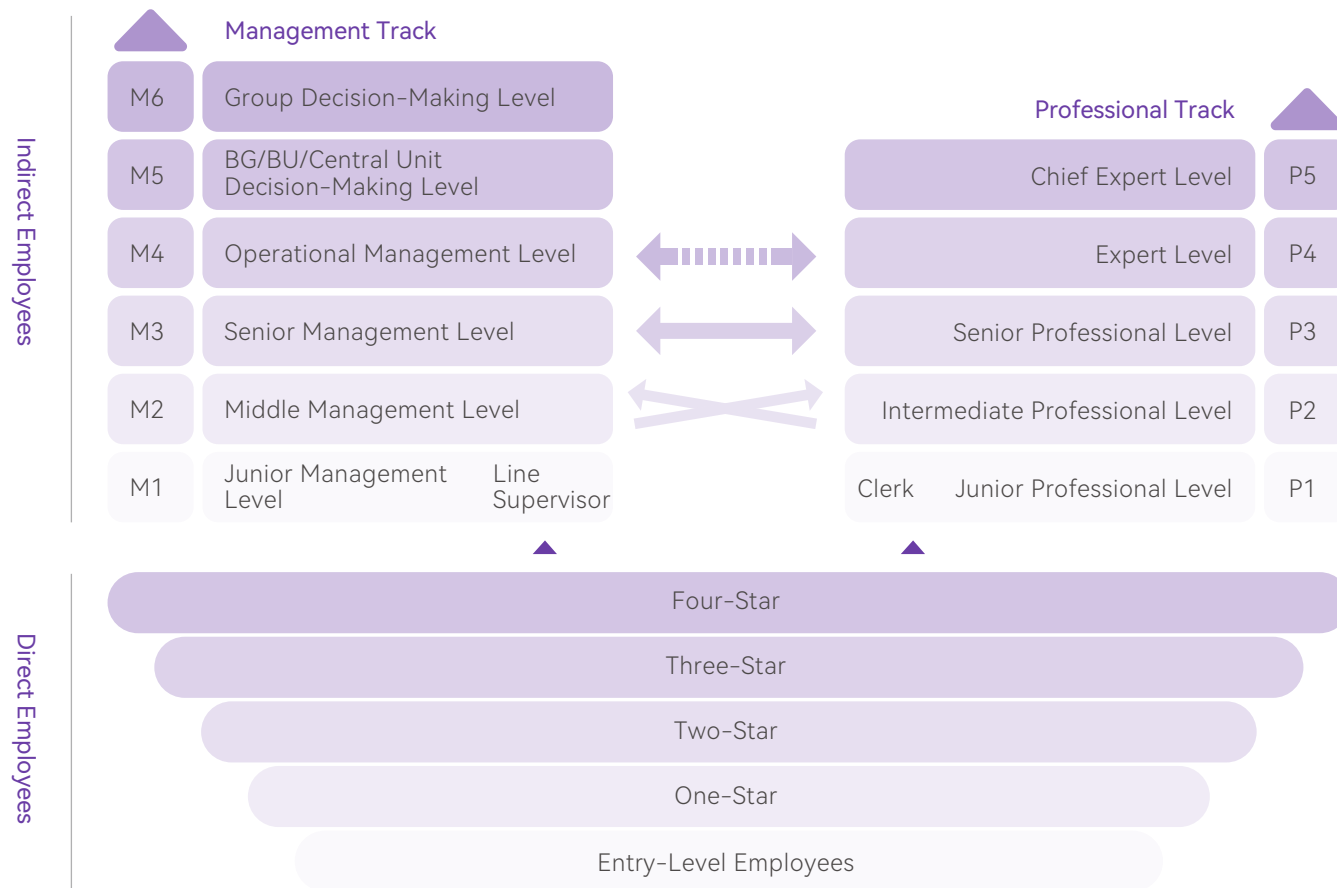 Management Track
M6
Group Decision-Making Level
M5
BG/BU/Central Unit
Decision-Making Level
M4
Operational Management Level
M3
Senior Management Level
M2
Middle Management Level
M1
Junior Management
Level
Line
Supervisor
Professional Track
Chief Expert Level
P5
Expert Level
P4
Senior Professional Level
P3
Intermediate Professional Level
P2
Clerk
Junior Professional Level
P1
Indirect Employees
Four-Star
Three-Star
Two-Star
One-Star
Entry-Level Employees
Direct Employees